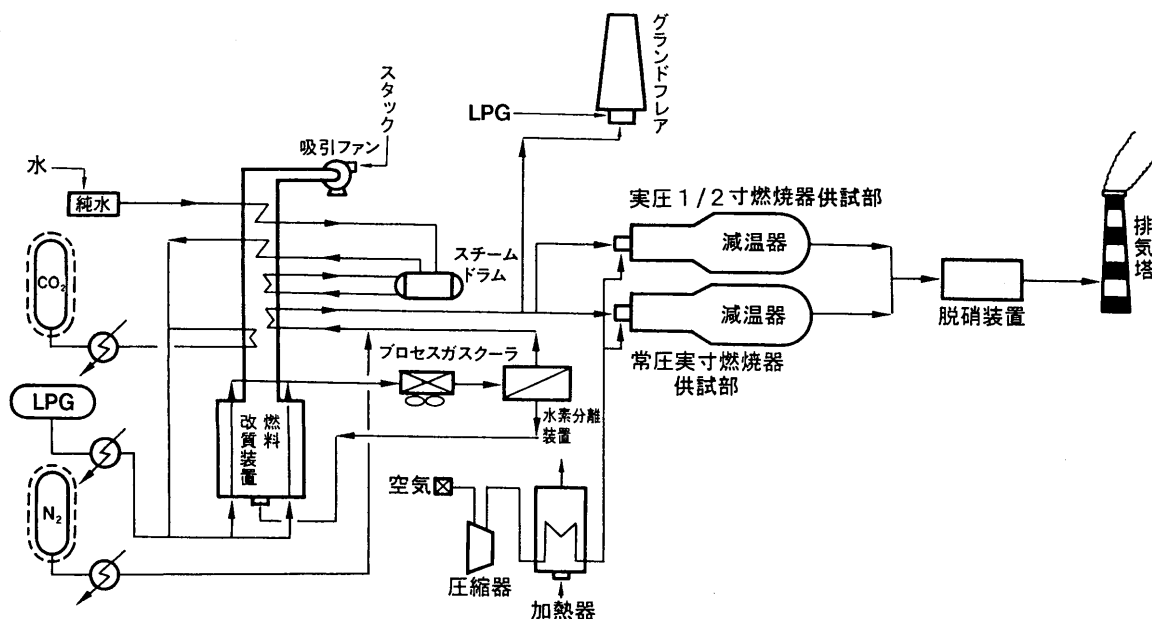 グランドフレア
LPG
スタック
吸引ファン
水
純水
CO₂
スチーム
ドラム
実圧1/2寸燃焼器供試部
減温器
減温器
常圧実寸燃焼器
供試部
脱硝装置
排気塔
プロセスガスクーラ
LPG
燃料
改質装置
水素分離
装置
N₂
空気
圧縮器
加熱器